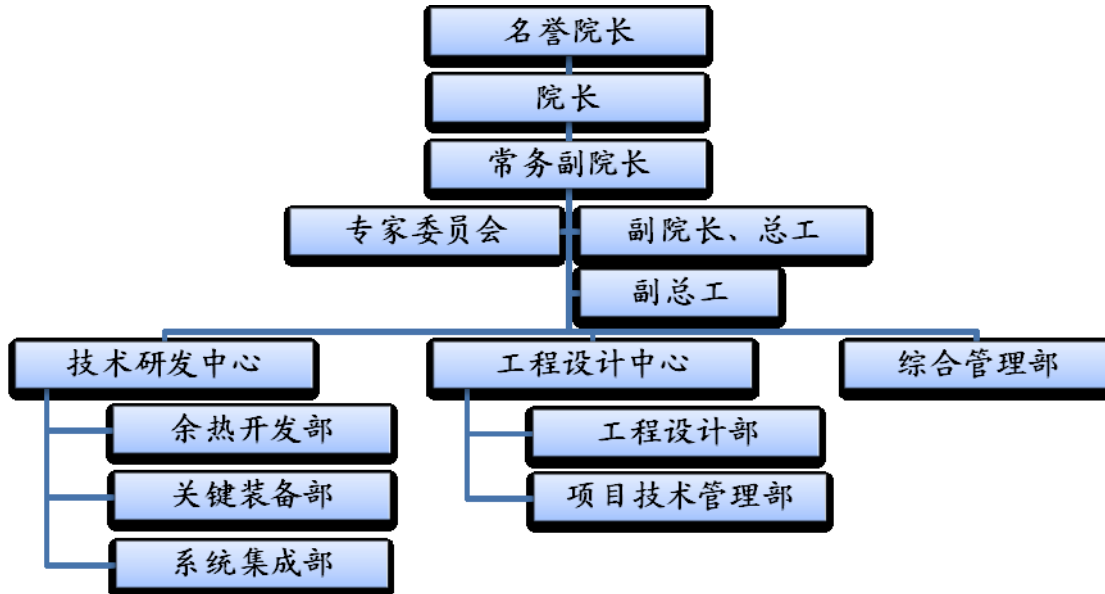 名誉院长
院长
常务副院长
专家委员会
副院长、总工
副总工
技术研发中心
工程设计中心
综合管理部
余热开发部
工程设计部
关键装备部
项目技术管理部
系统集成部